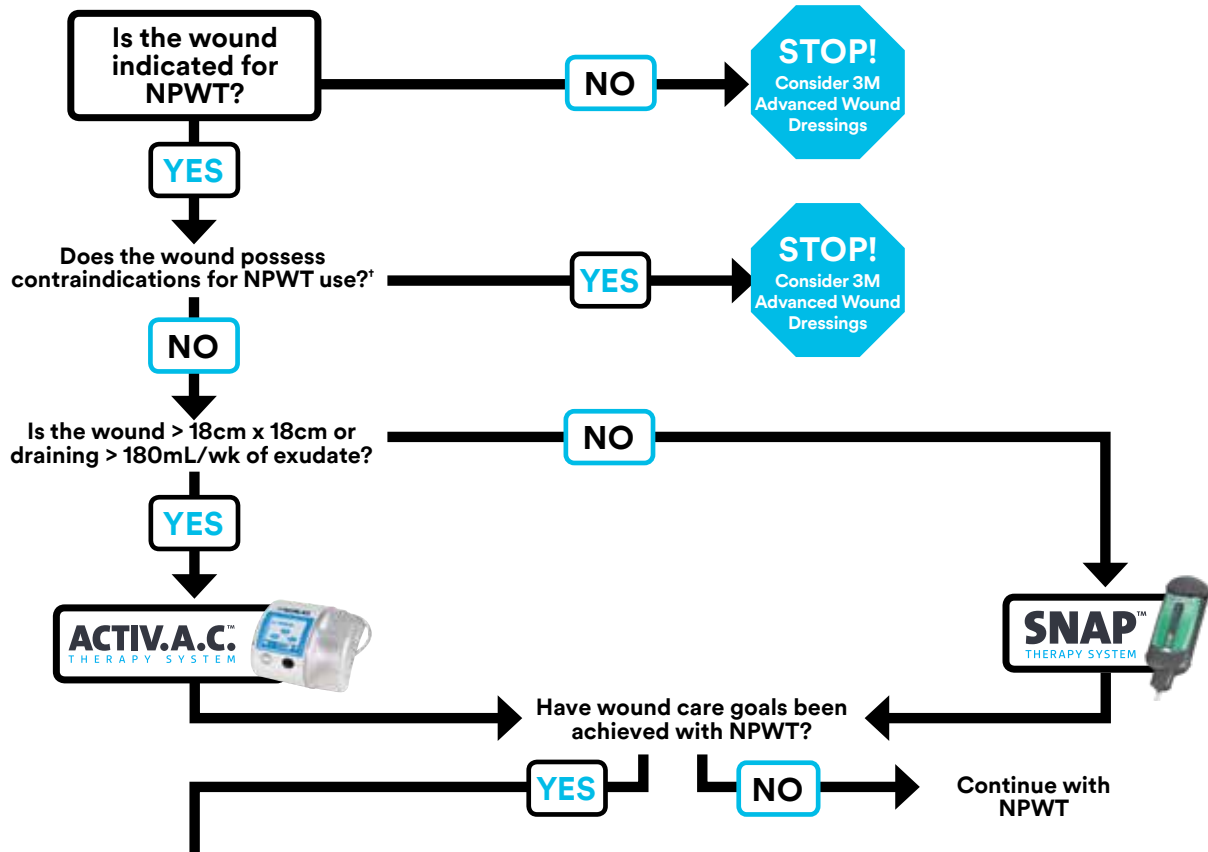 Is the wound
indicated for
NPWT?
NO
STOP!
Consider 3M
Advanced Wound
Dressings
YES
Does the wound possess
contraindications for NPWT use?†
YES
STOP!
Consider 3M
Advanced Wound
Dressings
NO
Is the wound > 18cm x 18cm or
draining > 180mL/wk of exudate?
NO
YES
ACTIV.A.C.™
THERAPY SYSTEM
SNAP™
THERAPY SYSTEM
Have wound care goals been
achieved with NPWT?
YES
NO
Continue with
NPWT